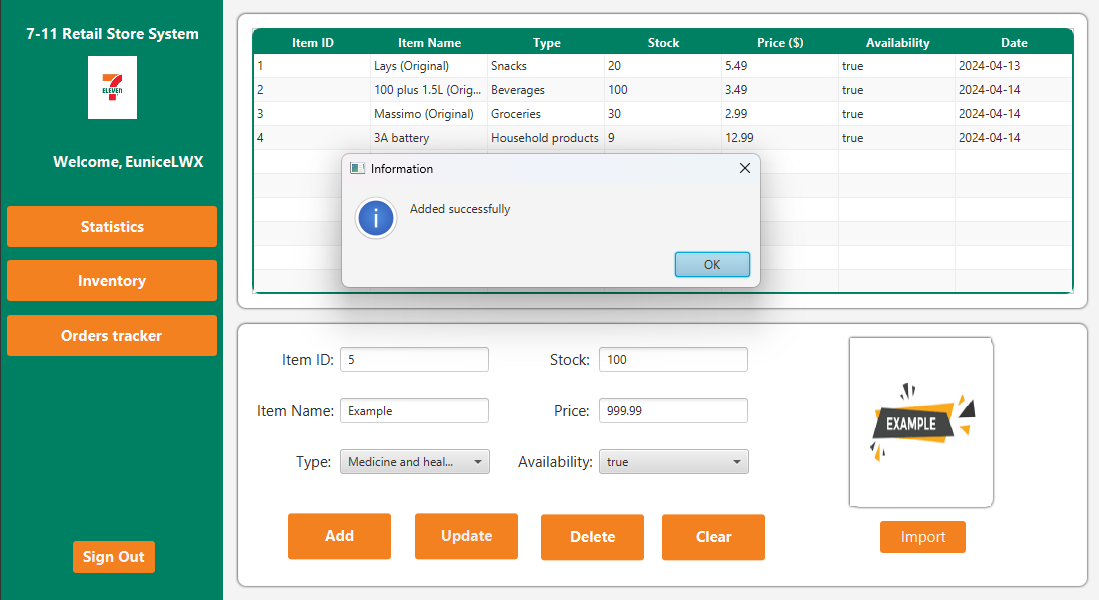 7-11 Retail Store System
7
ELEVEN
Welcome, EuniceLWX
Statistics
Inventory
Orders tracker
Sign Out
Item ID Item Name Type Stock Price ($) Availability Date
1 Lays (Original) Snacks 20 5.49 true 2024-04-13
2 100 plus 1.5L (Orig... Beverages 100 3.49 true 2024-04-14
3 Massimo (Original) Groceries 30 2.99 true 2024-04-14
4 3A battery Household products 9 12.99 true 2024-04-14
Information
Added successfully
OK
Item ID: 5 Stock: 100
Item Name: Example Price: 999.99
Type: Medicine and heal... Availability: true
Add Update Delete Clear
EXAMPLE
Import